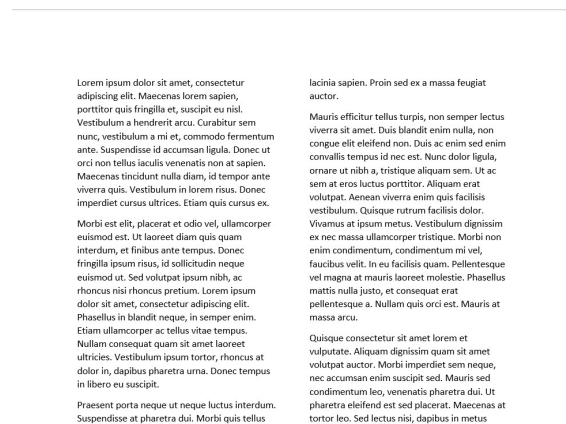 Lorem ipsum dolor sit amet, consectetur
adipiscing elit. Maecenas lorem sapien,
porttitor quis fringilla et, suscipit eu nisl.
Vestibulum a hendrerit arcu. Curabitur sem
nunc, vestibulum a mi et, commodo fermentum
ante. Suspendisse id accumsan ligula. Donec ut
orci non tellus iaculis venenatis non at sapien.
Maecenas tincidunt nulla diam, id tempor ante
viverra quis. Vestibulum in lorem risus. Donec
imperdiet cursus ultrices. Etiam quis cursus ex.
Morbi est elit, placerat et odio vel, ullamcorper
euismod est. Ut laoreet diam quis quam
interdum, et finibus ante tempus. Donec
fringilla ipsum risus, id sollicitudin neque
euismod ut. Sed volutpat ipsum nibh, ac
rhoncus nisi rhoncus pretium. Lorem ipsum
dolor sit amet, consectetur adipiscing elit.
Phasellus in blandit neque, in semper enim.
Etiam ullamcorper ac tellus vitae tempus.
Nullam consequat quam sit amet laoreet
ultricies. Vestibulum ipsum tortor, rhoncus at
dolor in, dapibus pharetra urna. Donec tempus
in libero eu suscipit.
Praesent porta neque ut neque luctus interdum.
Suspendisse at pharetra dui. Morbi quis tellus
lacinia sapien. Proin sed ex a massa feugiat
auctor.
Mauris efficitur tellus turpis, non semper lectus
viverra sit amet. Duis blandit enim nulla, non
congue elit eleifend non. Duis ac enim sed enim
convallis tempus id nec est. Nunc dolor ligula,
ornare ut nibh a, tristique aliquam sem. Ut ac
sem at eros luctus porttitor. Aliquam erat
volutpat. Aenean viverra enim quis facilisis
vestibulum. Quisque rutrum facilisis dolor.
Vivamus at ipsum metus. Vestibulum dignissim
ex nec massa ullamcorper tristique. Morbi non
enim condimentum, condimentum mi vel,
faucibus velit. In eu facilisis quam. Pellentesque
vel magna at mauris laoreet molestie. Phasellus
mattis nulla justo, et consequat erat
pellentesque a. Nullam quis orci est. Mauris at
massa arcu.
Quisque consectetur sit amet lorem et
vulputate. Aliquam dignissim quam sit amet
volutpat auctor. Morbi imperdiet sem neque,
nec accumsan enim suscipit sed. Mauris sed
condimentum leo, venenatis pharetra dui. Ut
pharetra eleifend est sed placerat. Maecenas at
tortor leo. Sed lectus nisi, dapibus in metus